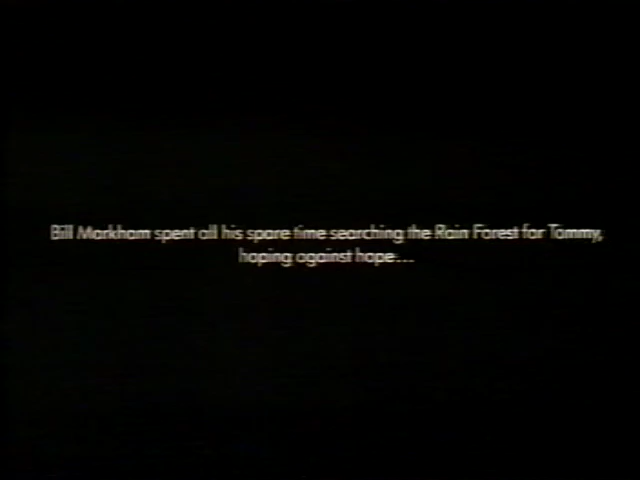 Bill Markham spent all his spare time searching the Rain Forest for Tommy,
hoping against hope...